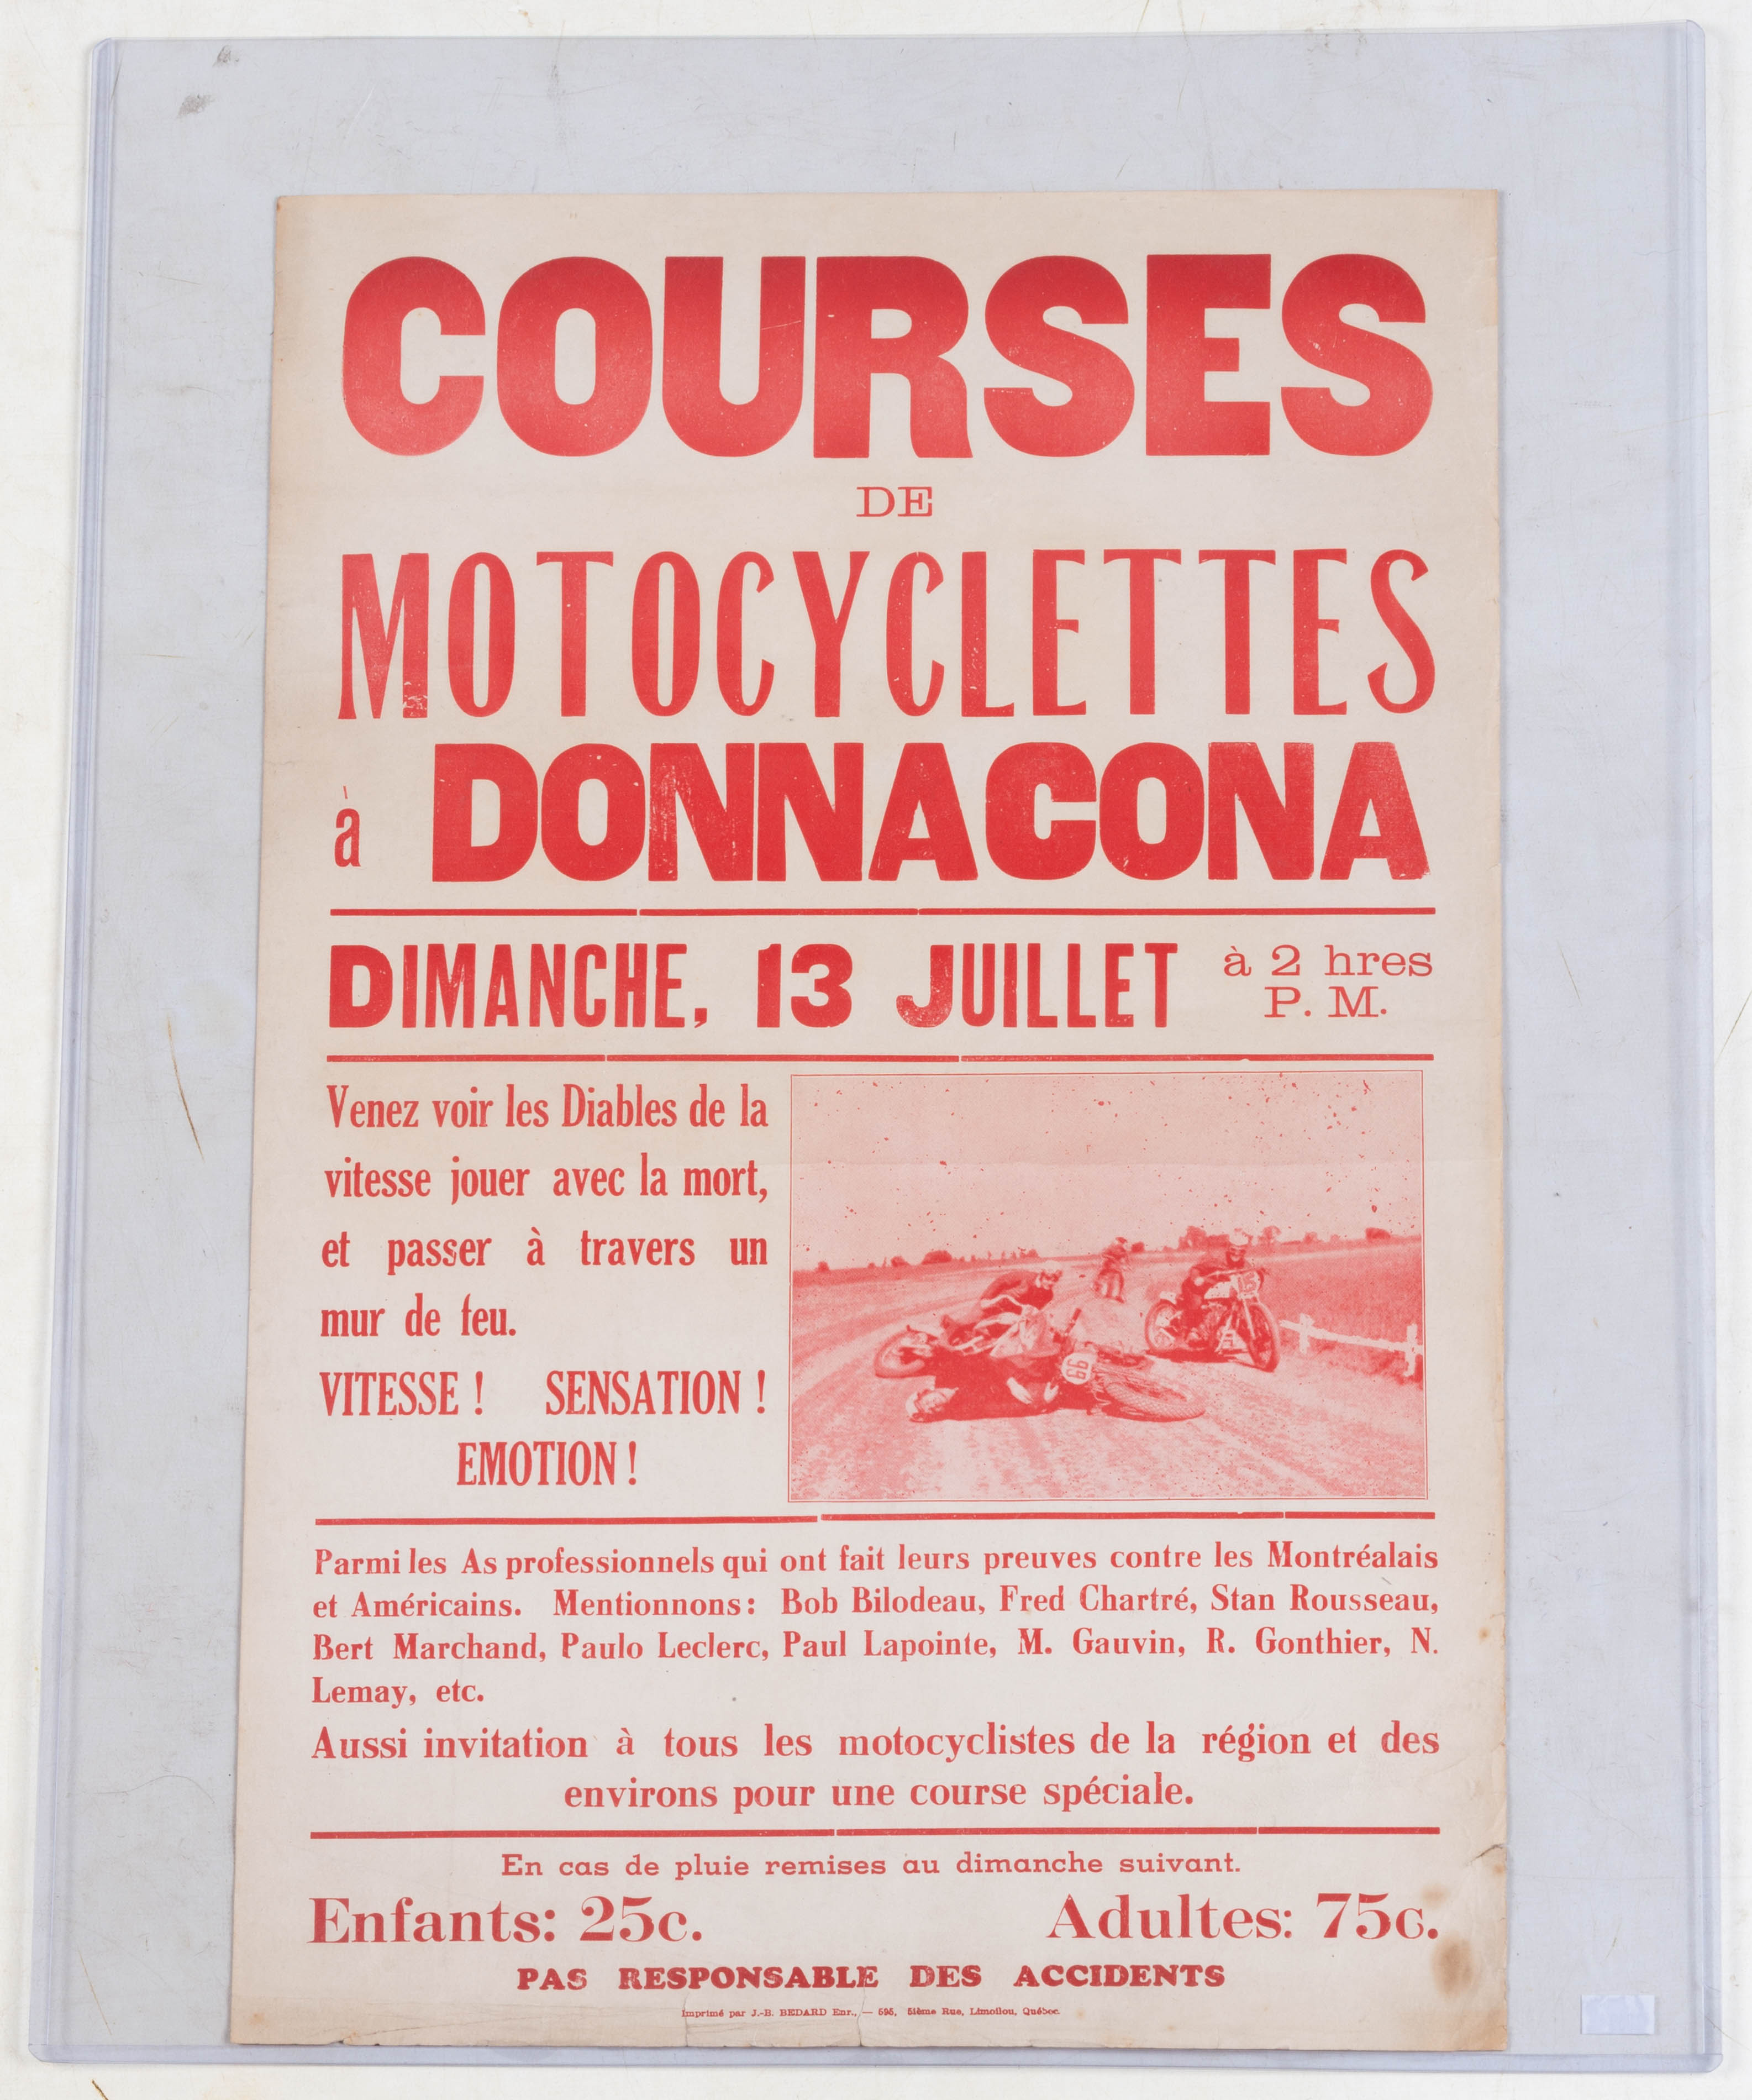 COURSES
DE
MOTOCYCLETTES
à DONNACONA
DIMANCHE, 13 JUILLET à 2 hres
P. M.
Venez voir les Diables de la
vitesse jouer avec la mort,
et passer à travers un
mur de feu.
VITESSE ! SENSATION !
EMOTION !
13
66
Parmi les As professionnels qui ont fait leurs preuves contre les Montréalais
et Américains. Mentionnons: Bob Bilodeau, Fred Chartré, Stan Rousseau,
Bert Marchand, Paulo Leclerc, Paul Lapointe, M. Gauvin, R. Gonthier, N.
Lemay, etc.
Aussi invitation à tous les motocyclistes de la région et des
environs pour une course spéciale.
En cas de pluie remises au dimanche suivant.
Enfants: 25c. Adultes: 75c.
PAS RESPONSABLE DES ACCIDENTS
Imprimé par J.-B. BEDARD Enr., — 595, 5ième Rue, Limoilou, Québec.